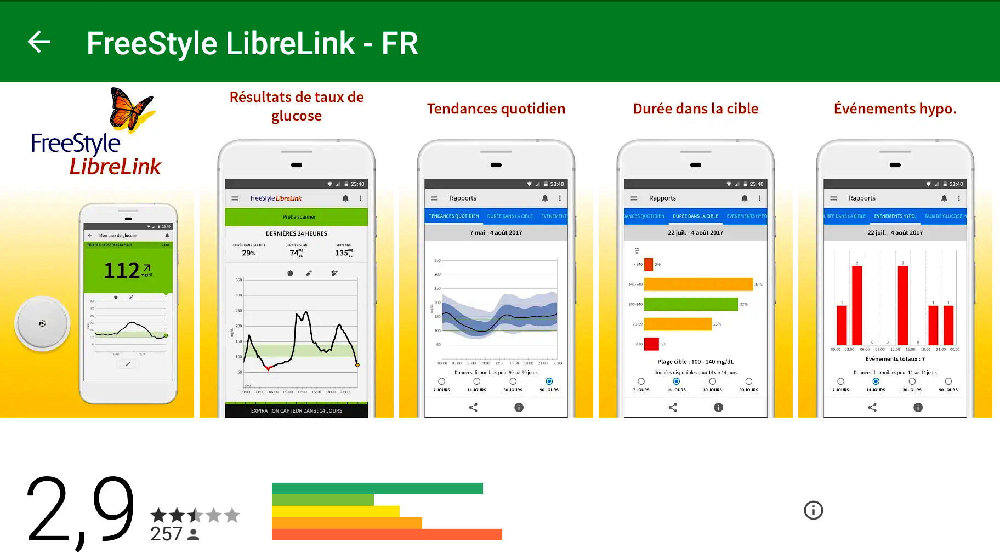 FreeStyle LibreLink - FR
FreeStyle
LibreLink
23:40
Mon taux de glucose
TAUX DE GLUCOSE DANS LA PLAGE
112
mg/dL
350
300
250
200
150
100
50
Résultats de taux de
glucose
23:40
FreeStyle LibreLink
Prêt à scanner
DERNIÈRES 24 HEURES
DURÉE DANS LA CIBLE DERNIER SCAN MOYENNE
29% 74 mg/dL 135 mg/dL
350
300
250
200
150
100
50
mg/dL
jeu.
00:00 03:00 06:00 09:00 12:00 15:00 18:00 21:00
EXPIRATION CAPTEUR DANS : 14 JOURS
Tendances quotidien
23:40
Rapports
TENDANCES QUOTIDIEN DURÉE DANS LA CIBLE ÉVÉNEMENTS
7 mai - 4 août 2017
350
300
250
200
150
100
50
mg/dL
00:00 03:00 06:00 09:00 12:00 15:00 18:00 21:00 00:00
Données disponibles pour 90 sur 90 jours
7 JOURS 14 JOURS 30 JOURS 90 JOURS
Durée dans la cible
23:40
Rapports
DANCES QUOTIDIEN DURÉE DANS LA CIBLE ÉVÉNEMENTS HYPO
22 juil. - 4 août 2017
>240 3%
141-240 37%
100-140 32%
70-99 23%
<70 5%
Plage cible : 100 - 140 mg/dL
Données disponibles pour 14 sur 14 jours
7 JOURS 14 JOURS 30 JOURS 90 JOURS
Événements hypo.
23:40
Rapports
URÉE DANS LA CIBLE ÉVÉNEMENTS HYPO. TAUX DE GLUCOSE M
22 juil. - 4 août 2017
1 2 0 0 2 0 1 1
00:00 03:00 06:00 09:00 12:00 15:00 18:00 21:00 00:00
Événements totaux : 7
Données disponibles pour 14 sur 14 jours
7 JOURS 14 JOURS 30 JOURS 90 JOURS
2,9
257